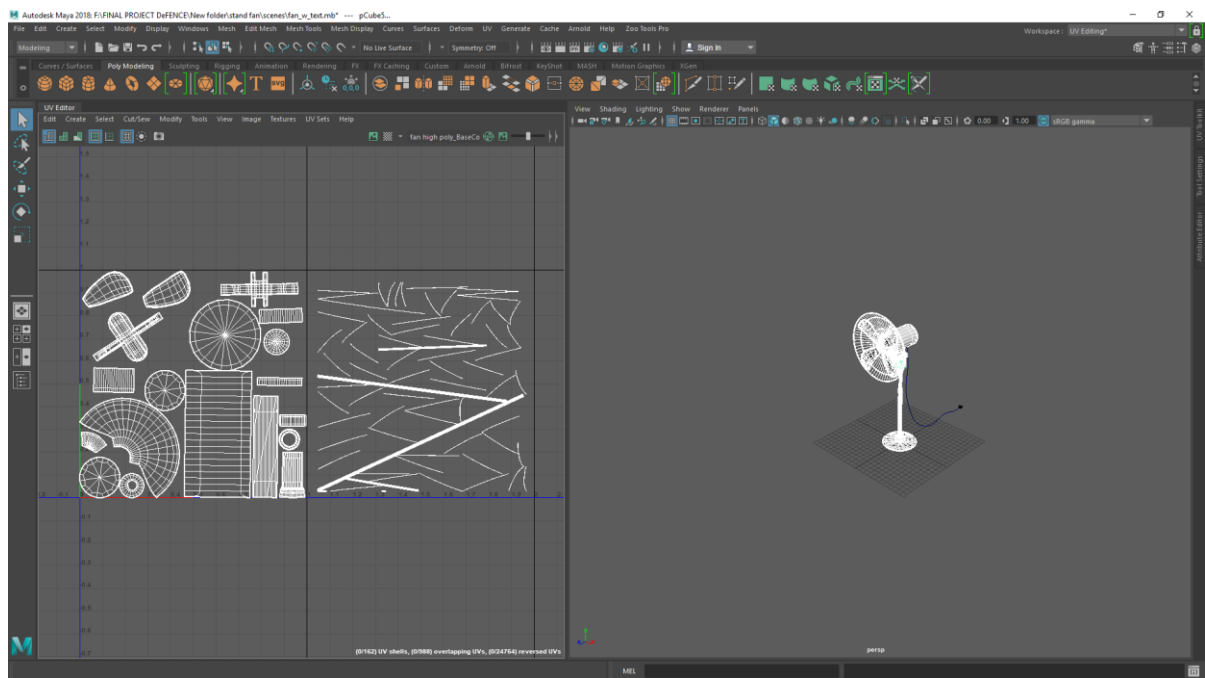 Autodesk Maya 2018: F:\FINAL PROJECT DeFENCE\New folder\stand fan\scenes\fan_w_text.mb* --- pCube5...
File Edit Create Select Modify Display Windows Mesh Edit Mesh Mesh Tools Mesh Display Curves Surfaces Deform UV Generate Cache Arnold Help Zoo Tools Pro
Workspace: UV Editing*
Modeling No Live Surface Symmetry: Off Sign In
Curves / Surfaces Poly Modeling Sculpting Rigging Animation Rendering FX FX Caching Custom Arnold Bifrost KeyShot MASH Motion Graphics XGen
T SVG
UV Editor
Edit Create Select Cut/Sew Modify Tools View Image Textures UV Sets Help
fan high poly_BaseCo
View Shading Lighting Show Renderer Panels
0.00 1.00 sRGB gamma
UV Toolkit
Tool Settings
Attribute Editor
(0/162) UV shells, (0/988) overlapping UVs, (0/24764) reversed UVs
persp
M
MEL